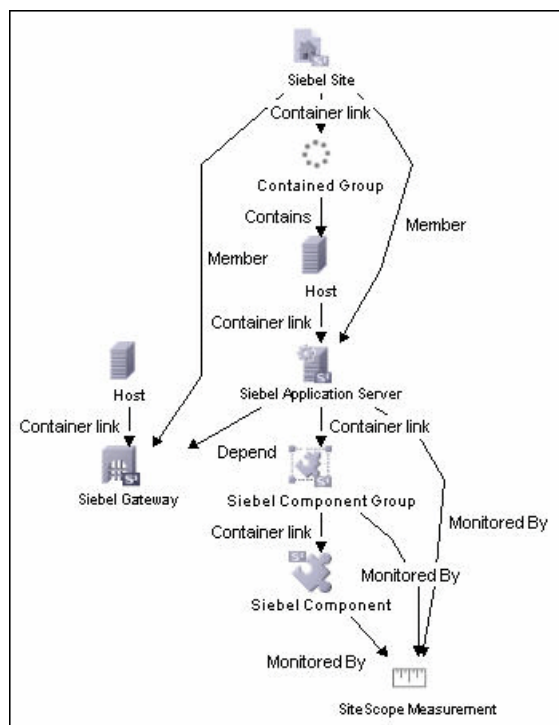 Siebel Site
Container link
Contained Group
Contains
Member
Member
Host
Container link
Host
Siebel Application Server
Container link
Container link
Depend
Siebel Gateway
Siebel Component Group
Container link
Monitored By
Monitored By
Siebel Component
Monitored By
SiteScope Measurement